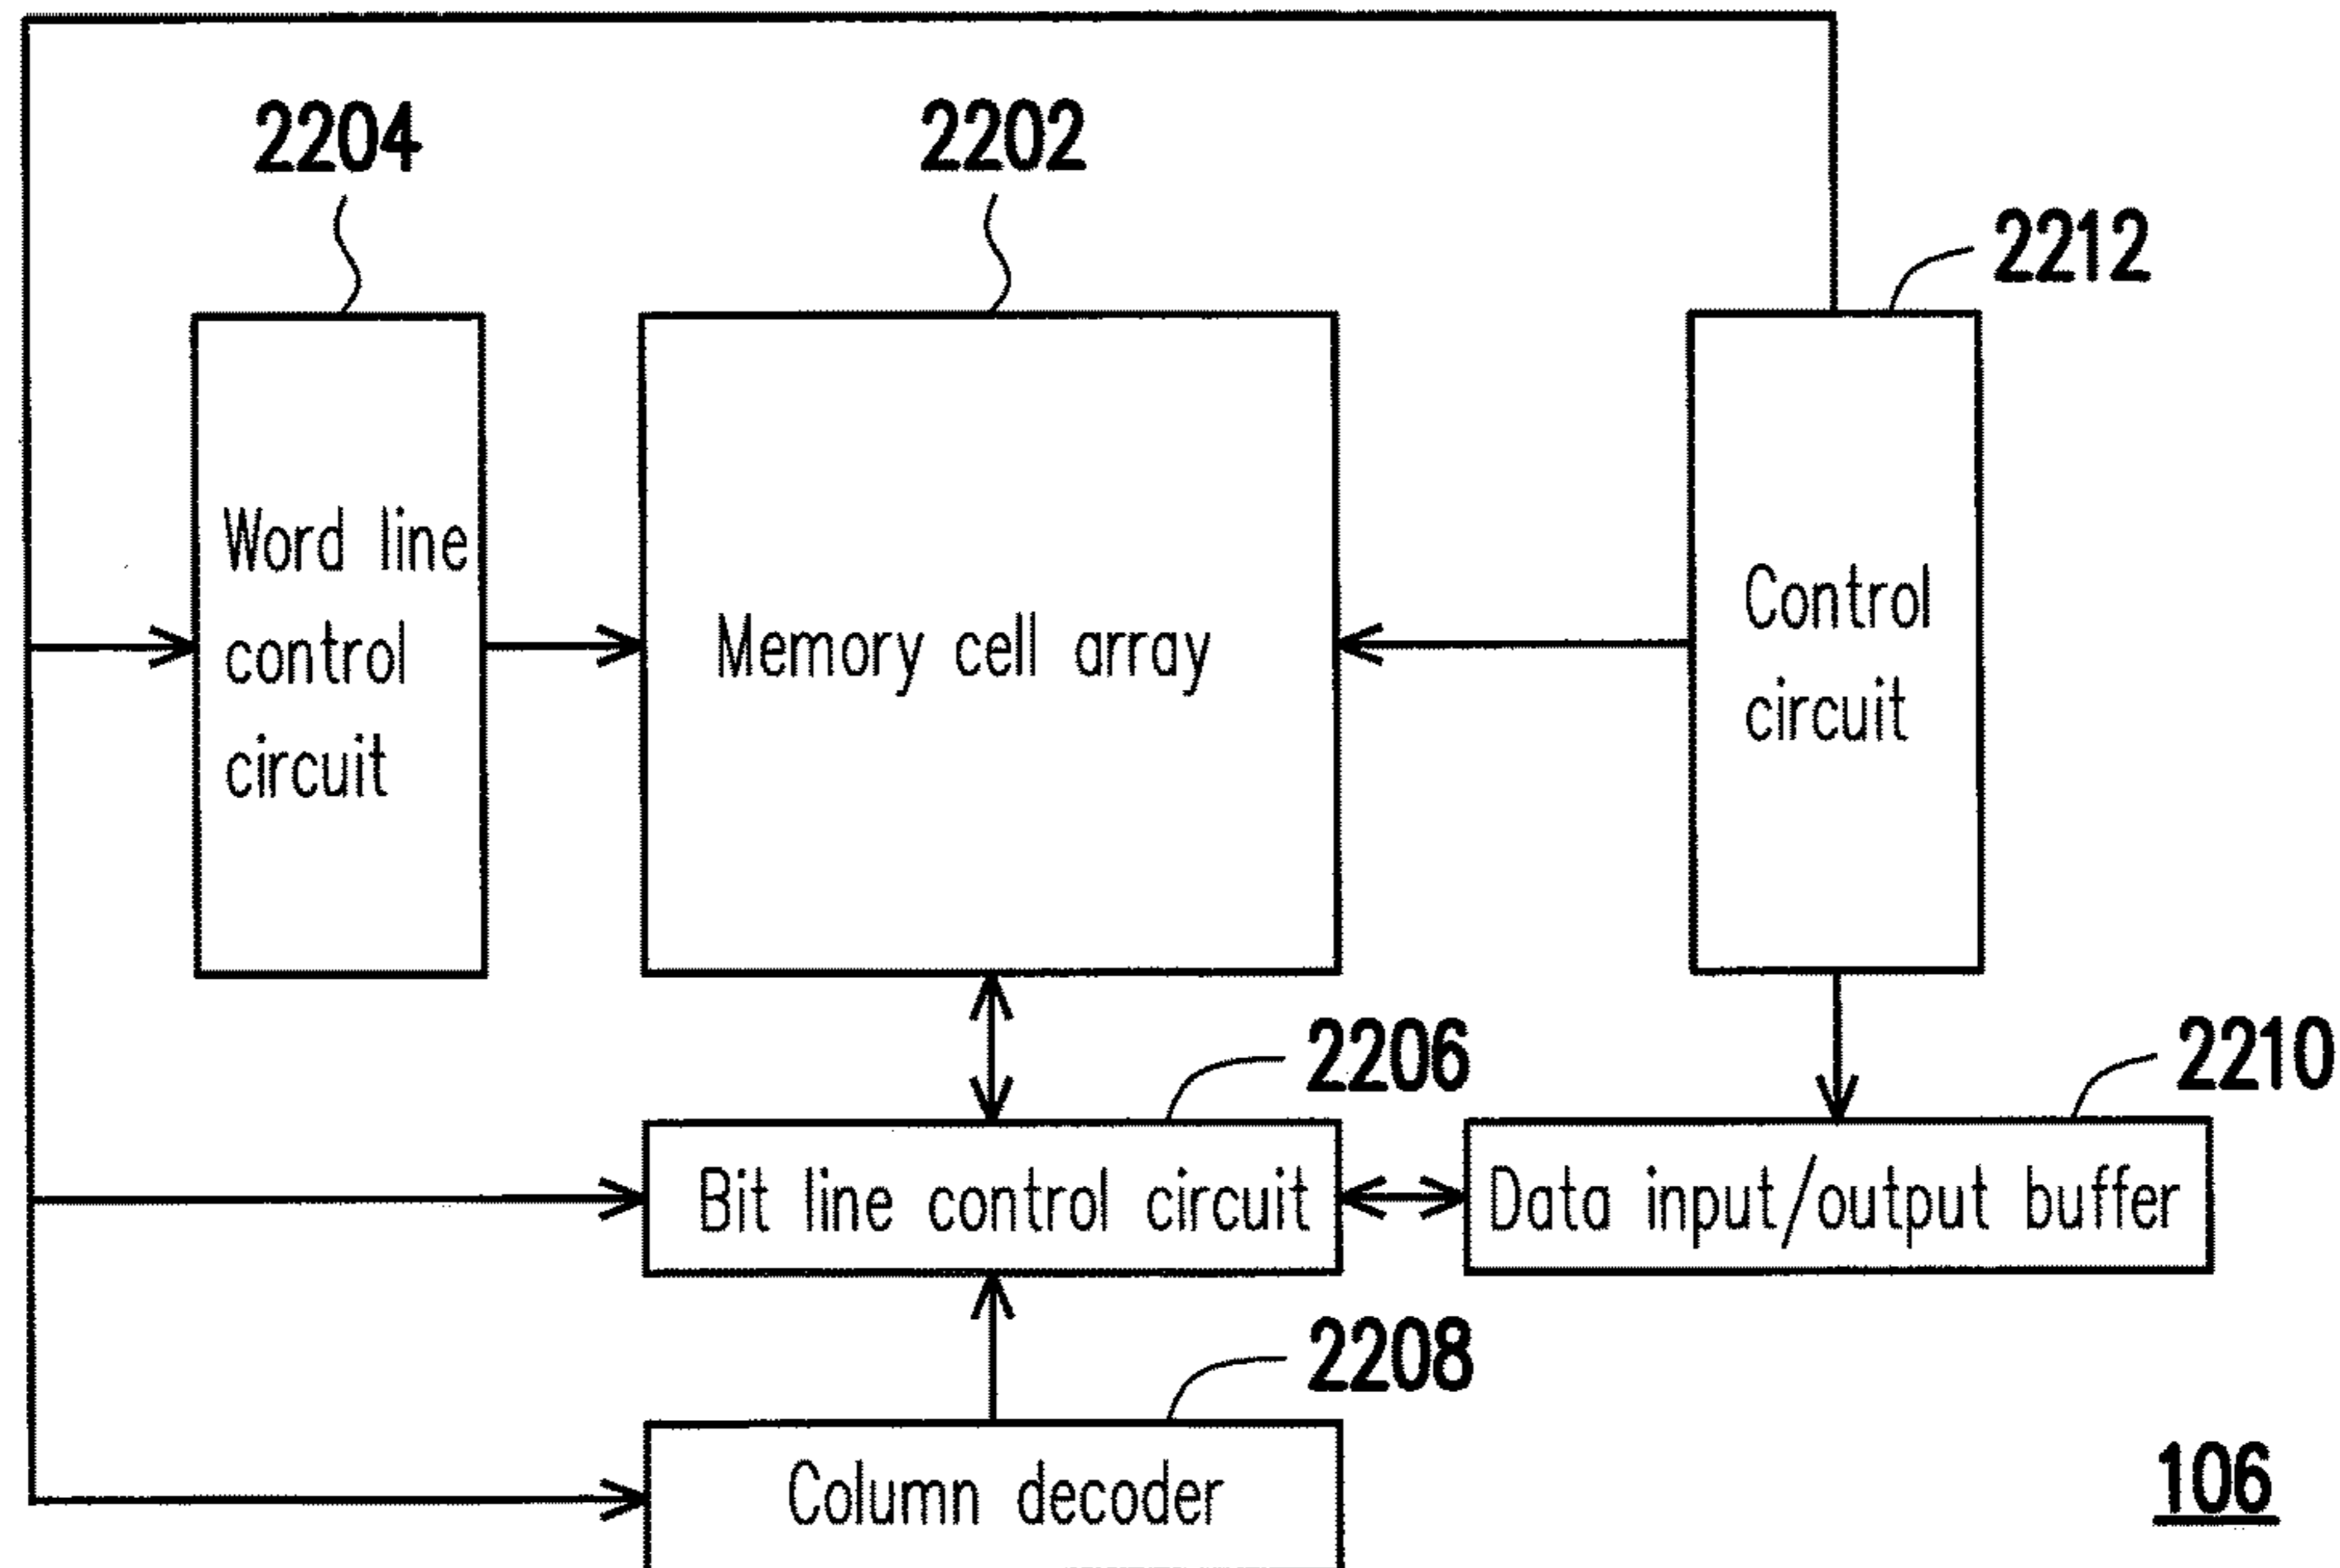 2204
2202
2212
Word line
control
circuit
Memory cell array
Control
circuit
2206
2210
Bit line control circuit
Data input/output buffer
2208
Column decoder
106